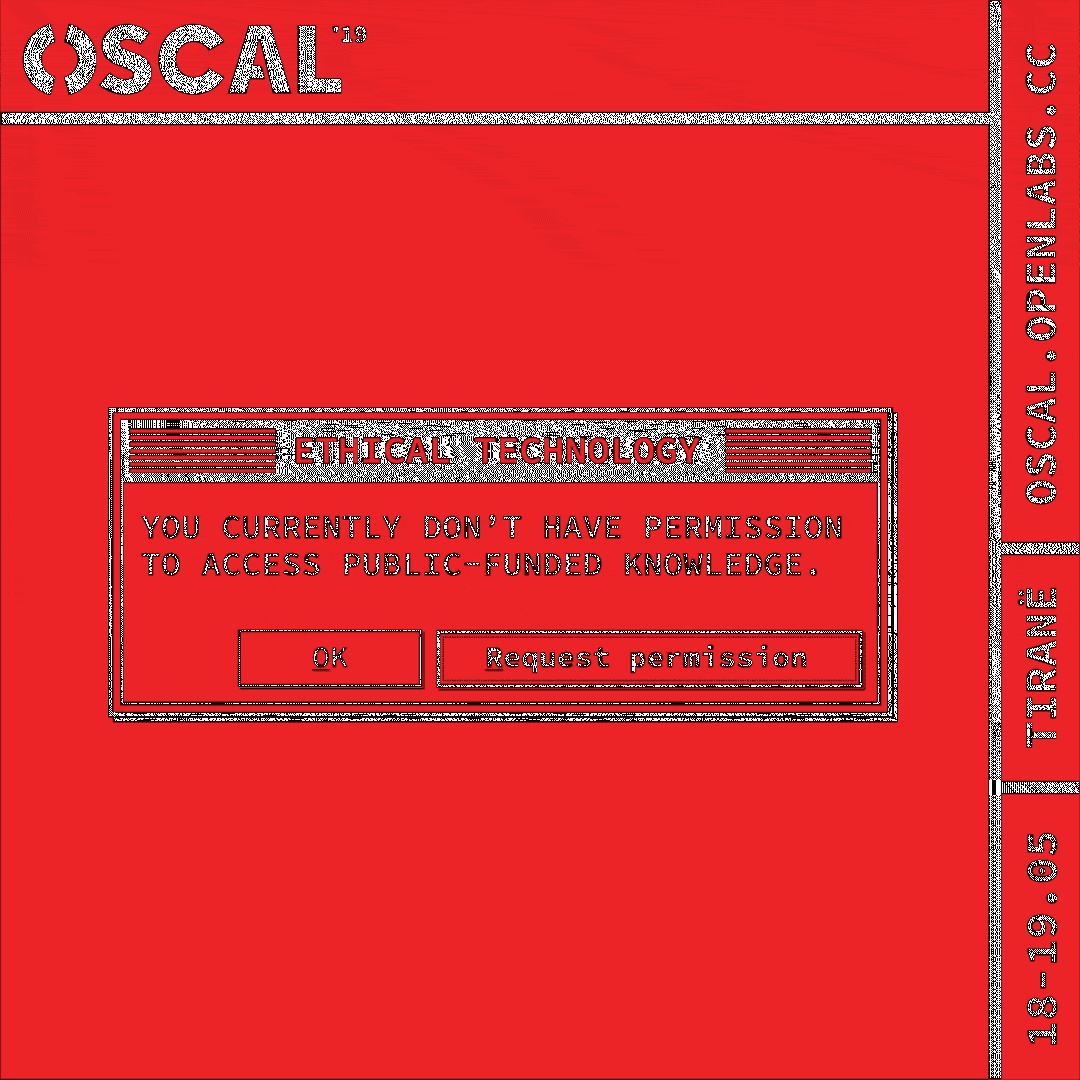 OSCAL '19
ETHICAL TECHNOLOGY
YOU CURRENTLY DON'T HAVE PERMISSION
TO ACCESS PUBLIC-FUNDED KNOWLEDGE.
OK
Request permission
OSCAL.OPENLABS.CC
TIRANË
18-19.05